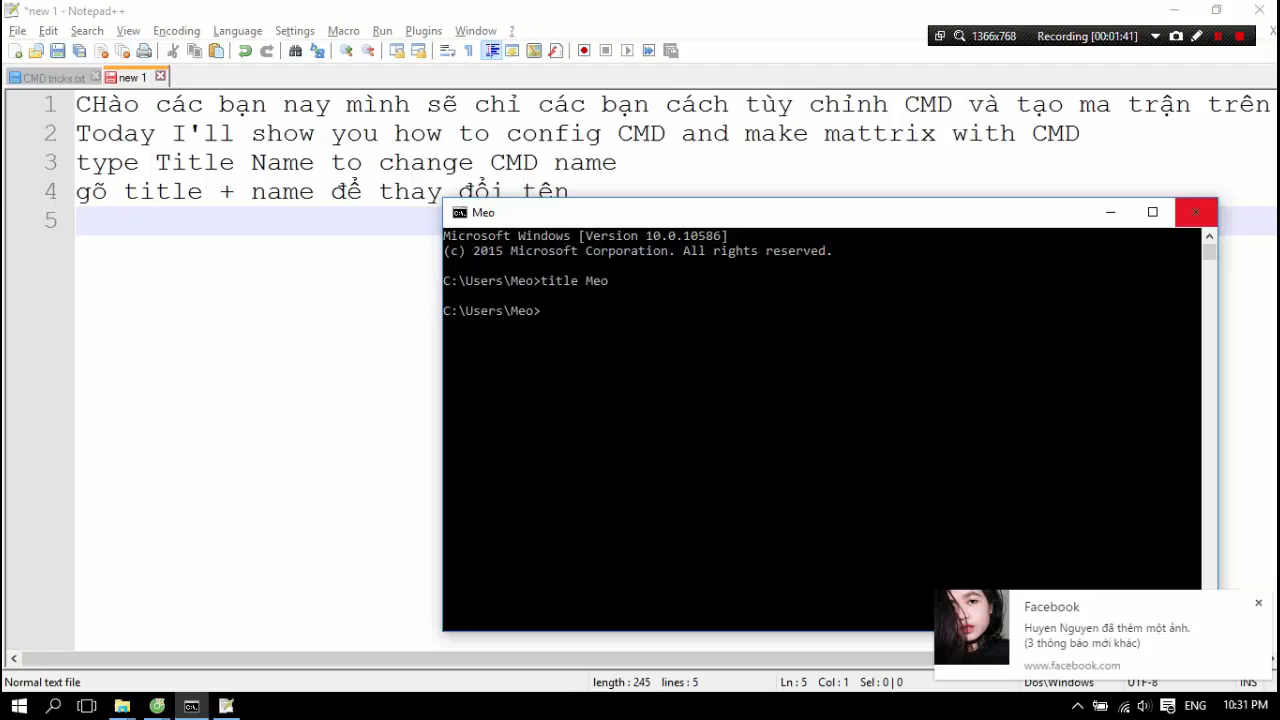 *new 1 - Notepad++
File Edit Search View Encoding Language Settings Macro Run Plugins Window ?
1366x768 Recording [00:01:41]
CMD tricks.txt new 1
1 CHào các bạn nay mình sẽ chỉ các bạn cách tùy chỉnh CMD và tạo ma trận trên
2 Today I'll show you how to config CMD and make mattrix with CMD
3 type Title Name to change CMD name
4 gõ title + name để thay đổi tên
5
Meo
Microsoft Windows [Version 10.0.10586]
(c) 2015 Microsoft Corporation. All rights reserved.
C:\Users\Meo>title Meo
C:\Users\Meo>
Facebook
Huyen Nguyen đã thêm một ảnh.
(3 thông báo mới khác)
www.facebook.com
Normal text file length : 245 lines : 5 Ln : 5 Col : 1 Sel : 0 | 0 Dos\Windows UTF-8 INS
ENG 10:31 PM